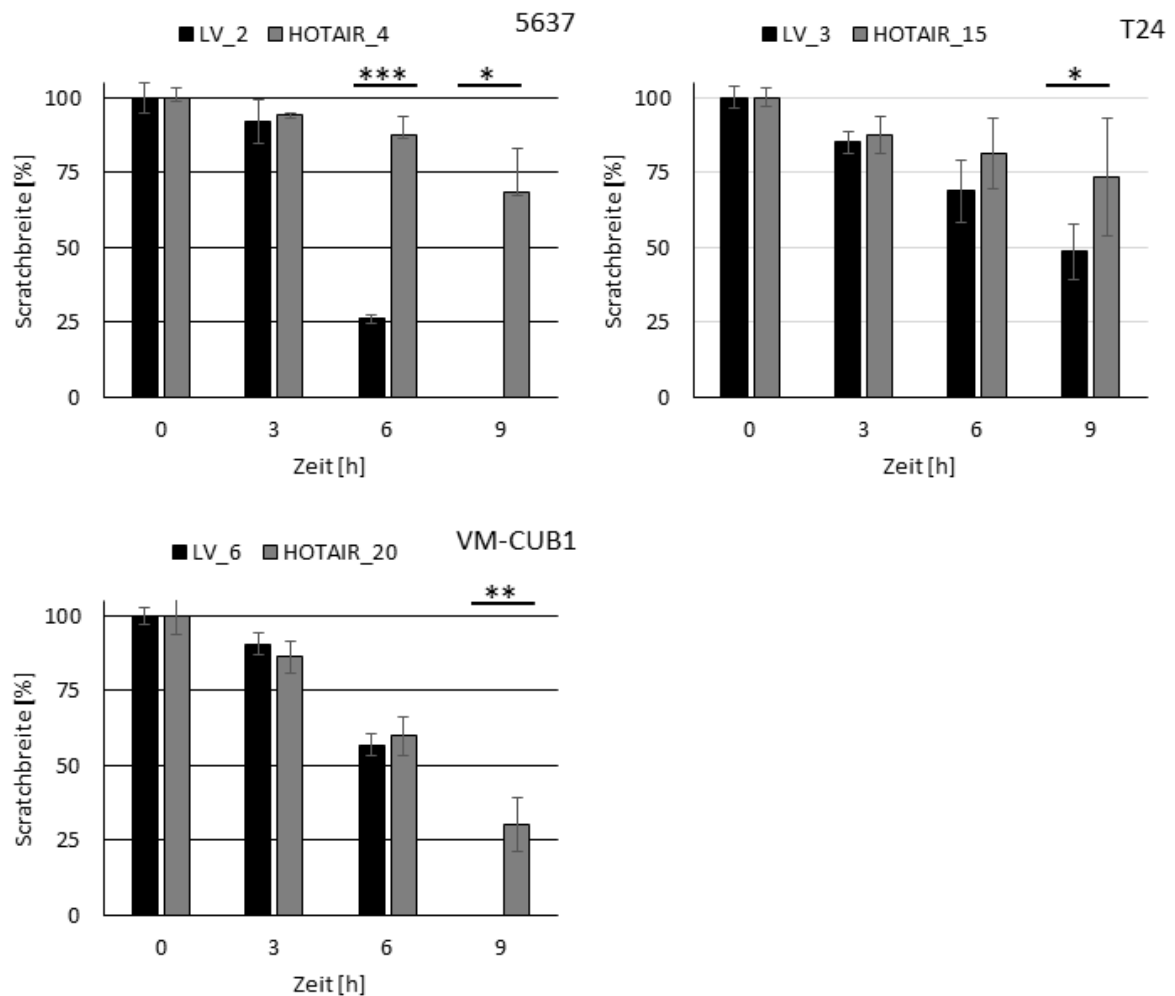 5637
LV_2 HOTAIR_4
*** *
100
75
50
25
0
Scratchbreite [%]
0 3 6 9
Zeit [h]
T24
LV_3 HOTAIR_15
*
100
75
50
25
0
Scratchbreite [%]
0 3 6 9
Zeit [h]
VM-CUB1
LV_6 HOTAIR_20
**
100
75
50
25
0
Scratchbreite [%]
0 3 6 9
Zeit [h]